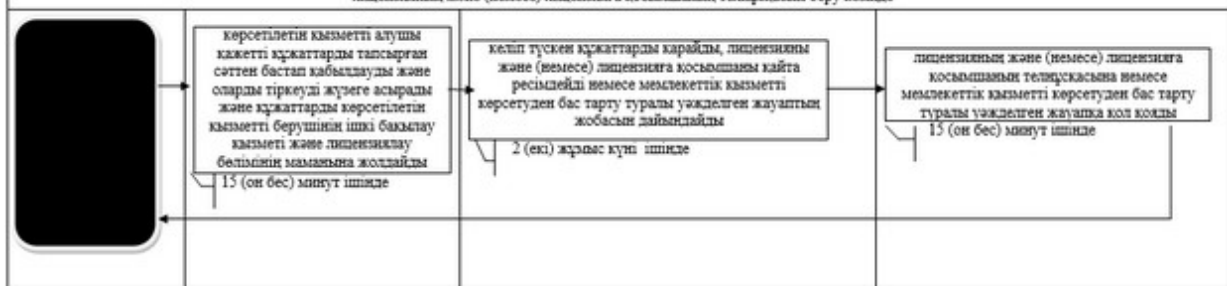 көрсетілетін қызметті алушы
қажетті құжаттарды тапсырған
сәттен бастап қабылдауды және
оларды тіркеуді жүзеге асырады
және құжаттарды көрсетілетін
қызметті берушінің ішкі бақылау
қызметі және лицензиялау
бөлімінің маманына жолдайды
15 (он бес) минут ішінде
келіп түскен құжаттарды қарайды, лицензияны
және (немесе) лицензияға қосымшаны қайта
ресімдейді немесе мемлекеттік қызметті
көрсетуден бас тарту туралы уәжделген жауаптың
жобасын дайындайды
2 (екі) жұмыс күні ішінде
лицензияның және (немесе) лицензияға
қосымшаның телнұсқасына немесе
мемлекеттік қызметті көрсетуден бас тарту
туралы уәжделген жауапқа қол қояды
15 (он бес) минут ішінде